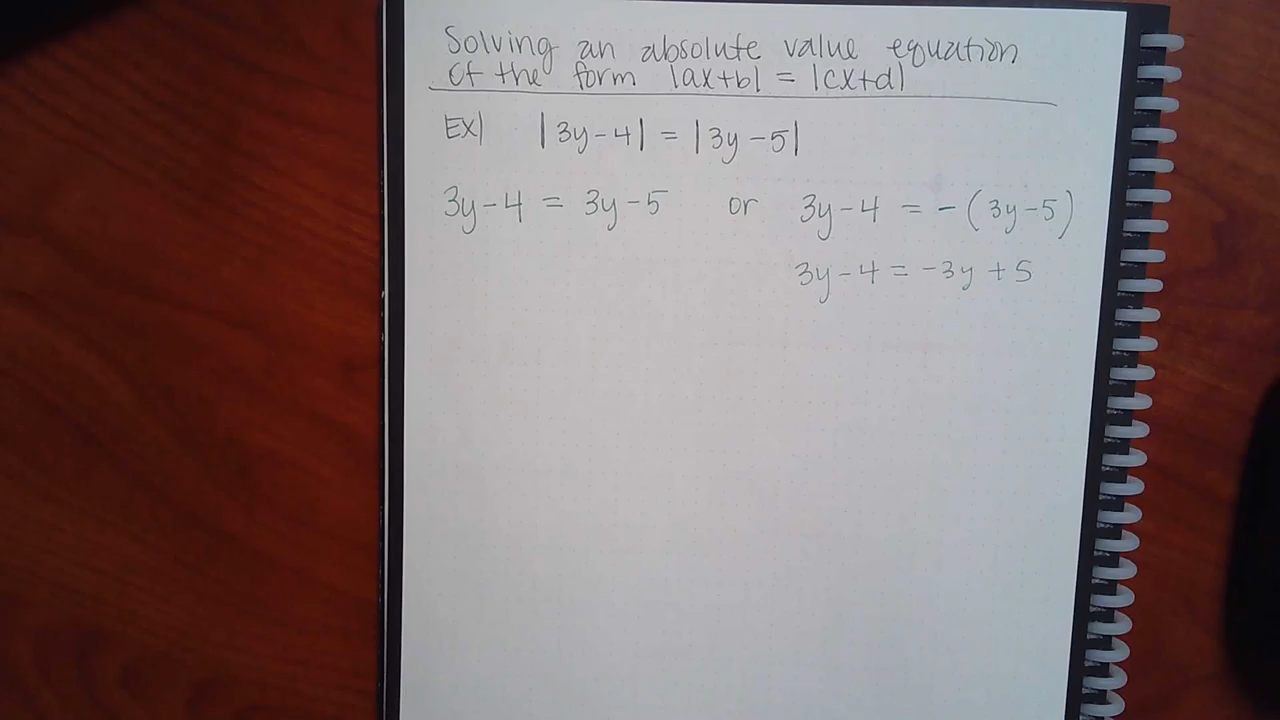 Solving an absolute value equation
of the form |ax+b| = |cx+d|
EX| |3y-4| = |3y-5|
3y-4 = 3y-5 or 3y-4 = -(3y-5)
3y-4 = -3y+5